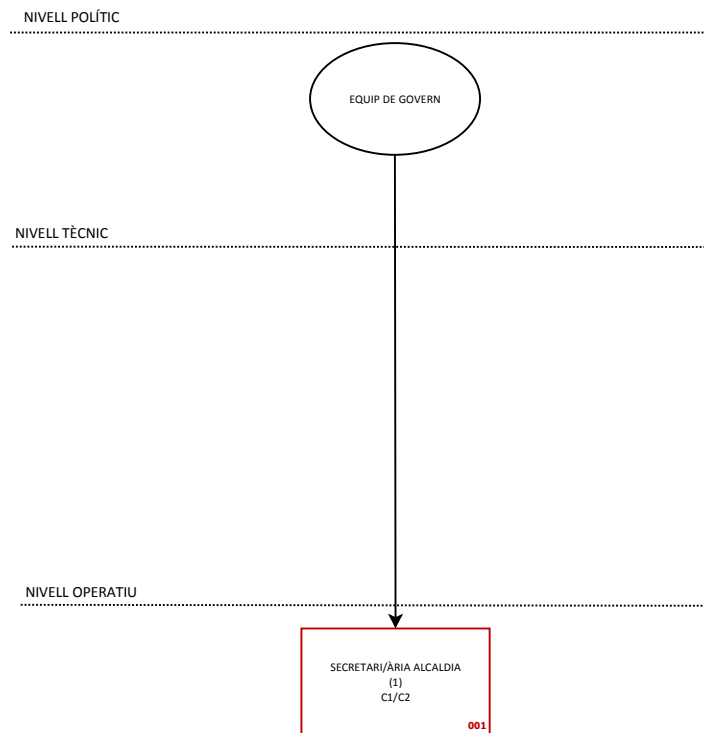 NIVELL POLÍTIC
EQUIP DE GOVERN
NIVELL TÈCNIC
NIVELL OPERATIU
SECRETARI/ÀRIA ALCALDIA
(1)
C1/C2
001